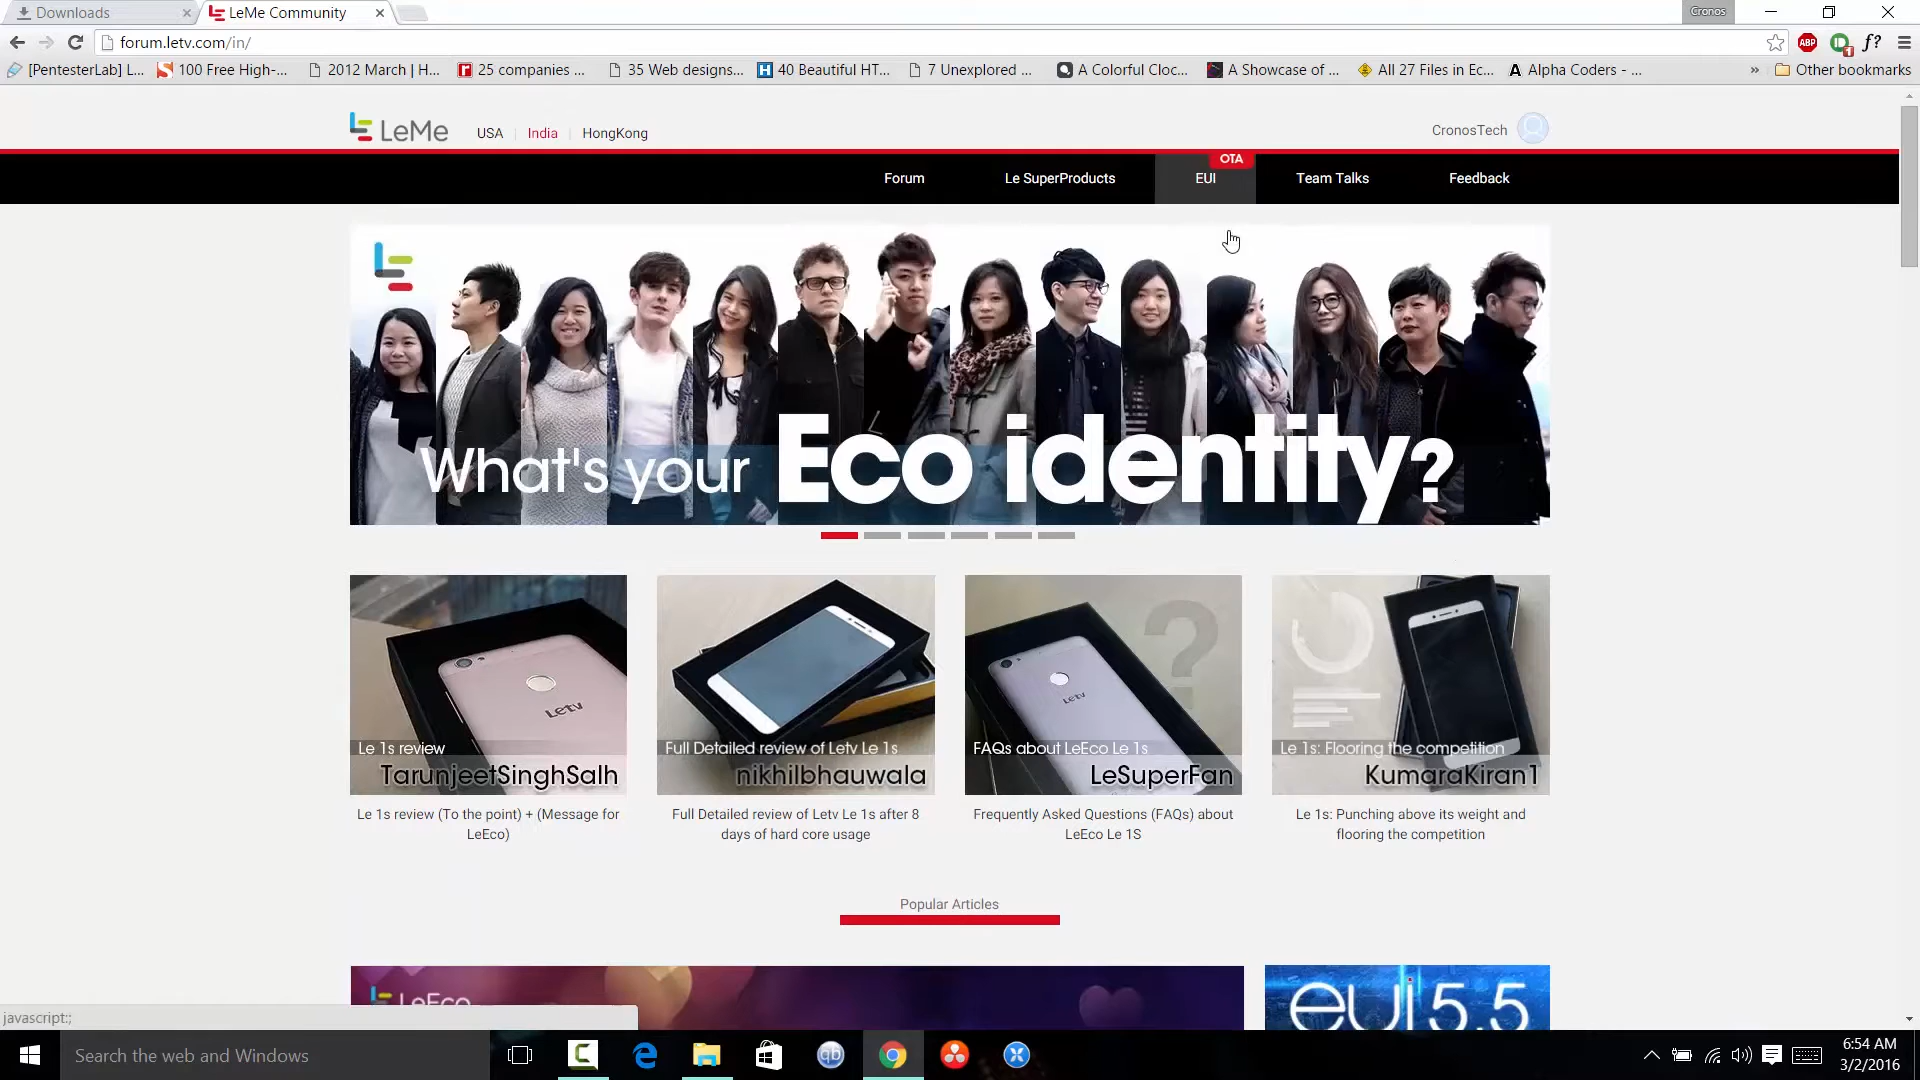 Downloads
LeMe Community
Cronos
forum.letv.com/in/
ABP
1
f?
[PentesterLab] L...
100 Free High-...
2012 March | H...
25 companies ...
35 Web designs...
40 Beautiful HT...
7 Unexplored ...
A Colorful Cloc...
A Showcase of ...
All 27 Files in Ec...
Alpha Coders - ...
»
Other bookmarks
LeMe
USA | India | HongKong
CronosTech
OTA
Forum
Le SuperProducts
EUI
Team Talks
Feedback
What's your Eco identity?
Letv
Letv
?
Le 1s review
TarunjeetSinghSalh
Full Detailed review of Letv Le 1s
nikhilbhauwala
FAQs about LeEco Le 1s
LeSuperFan
Le 1s: Flooring the competition
KumaraKiran1
Le 1s review (To the point) + (Message for
LeEco)
Full Detailed review of Letv Le 1s after 8
days of hard core usage
Frequently Asked Questions (FAQs) about
LeEco Le 1S
Le 1s: Punching above its weight and
flooring the competition
Popular Articles
LeEco
eui 5.5
javascript:;
Search the web and Windows
qb
6:54 AM
3/2/2016